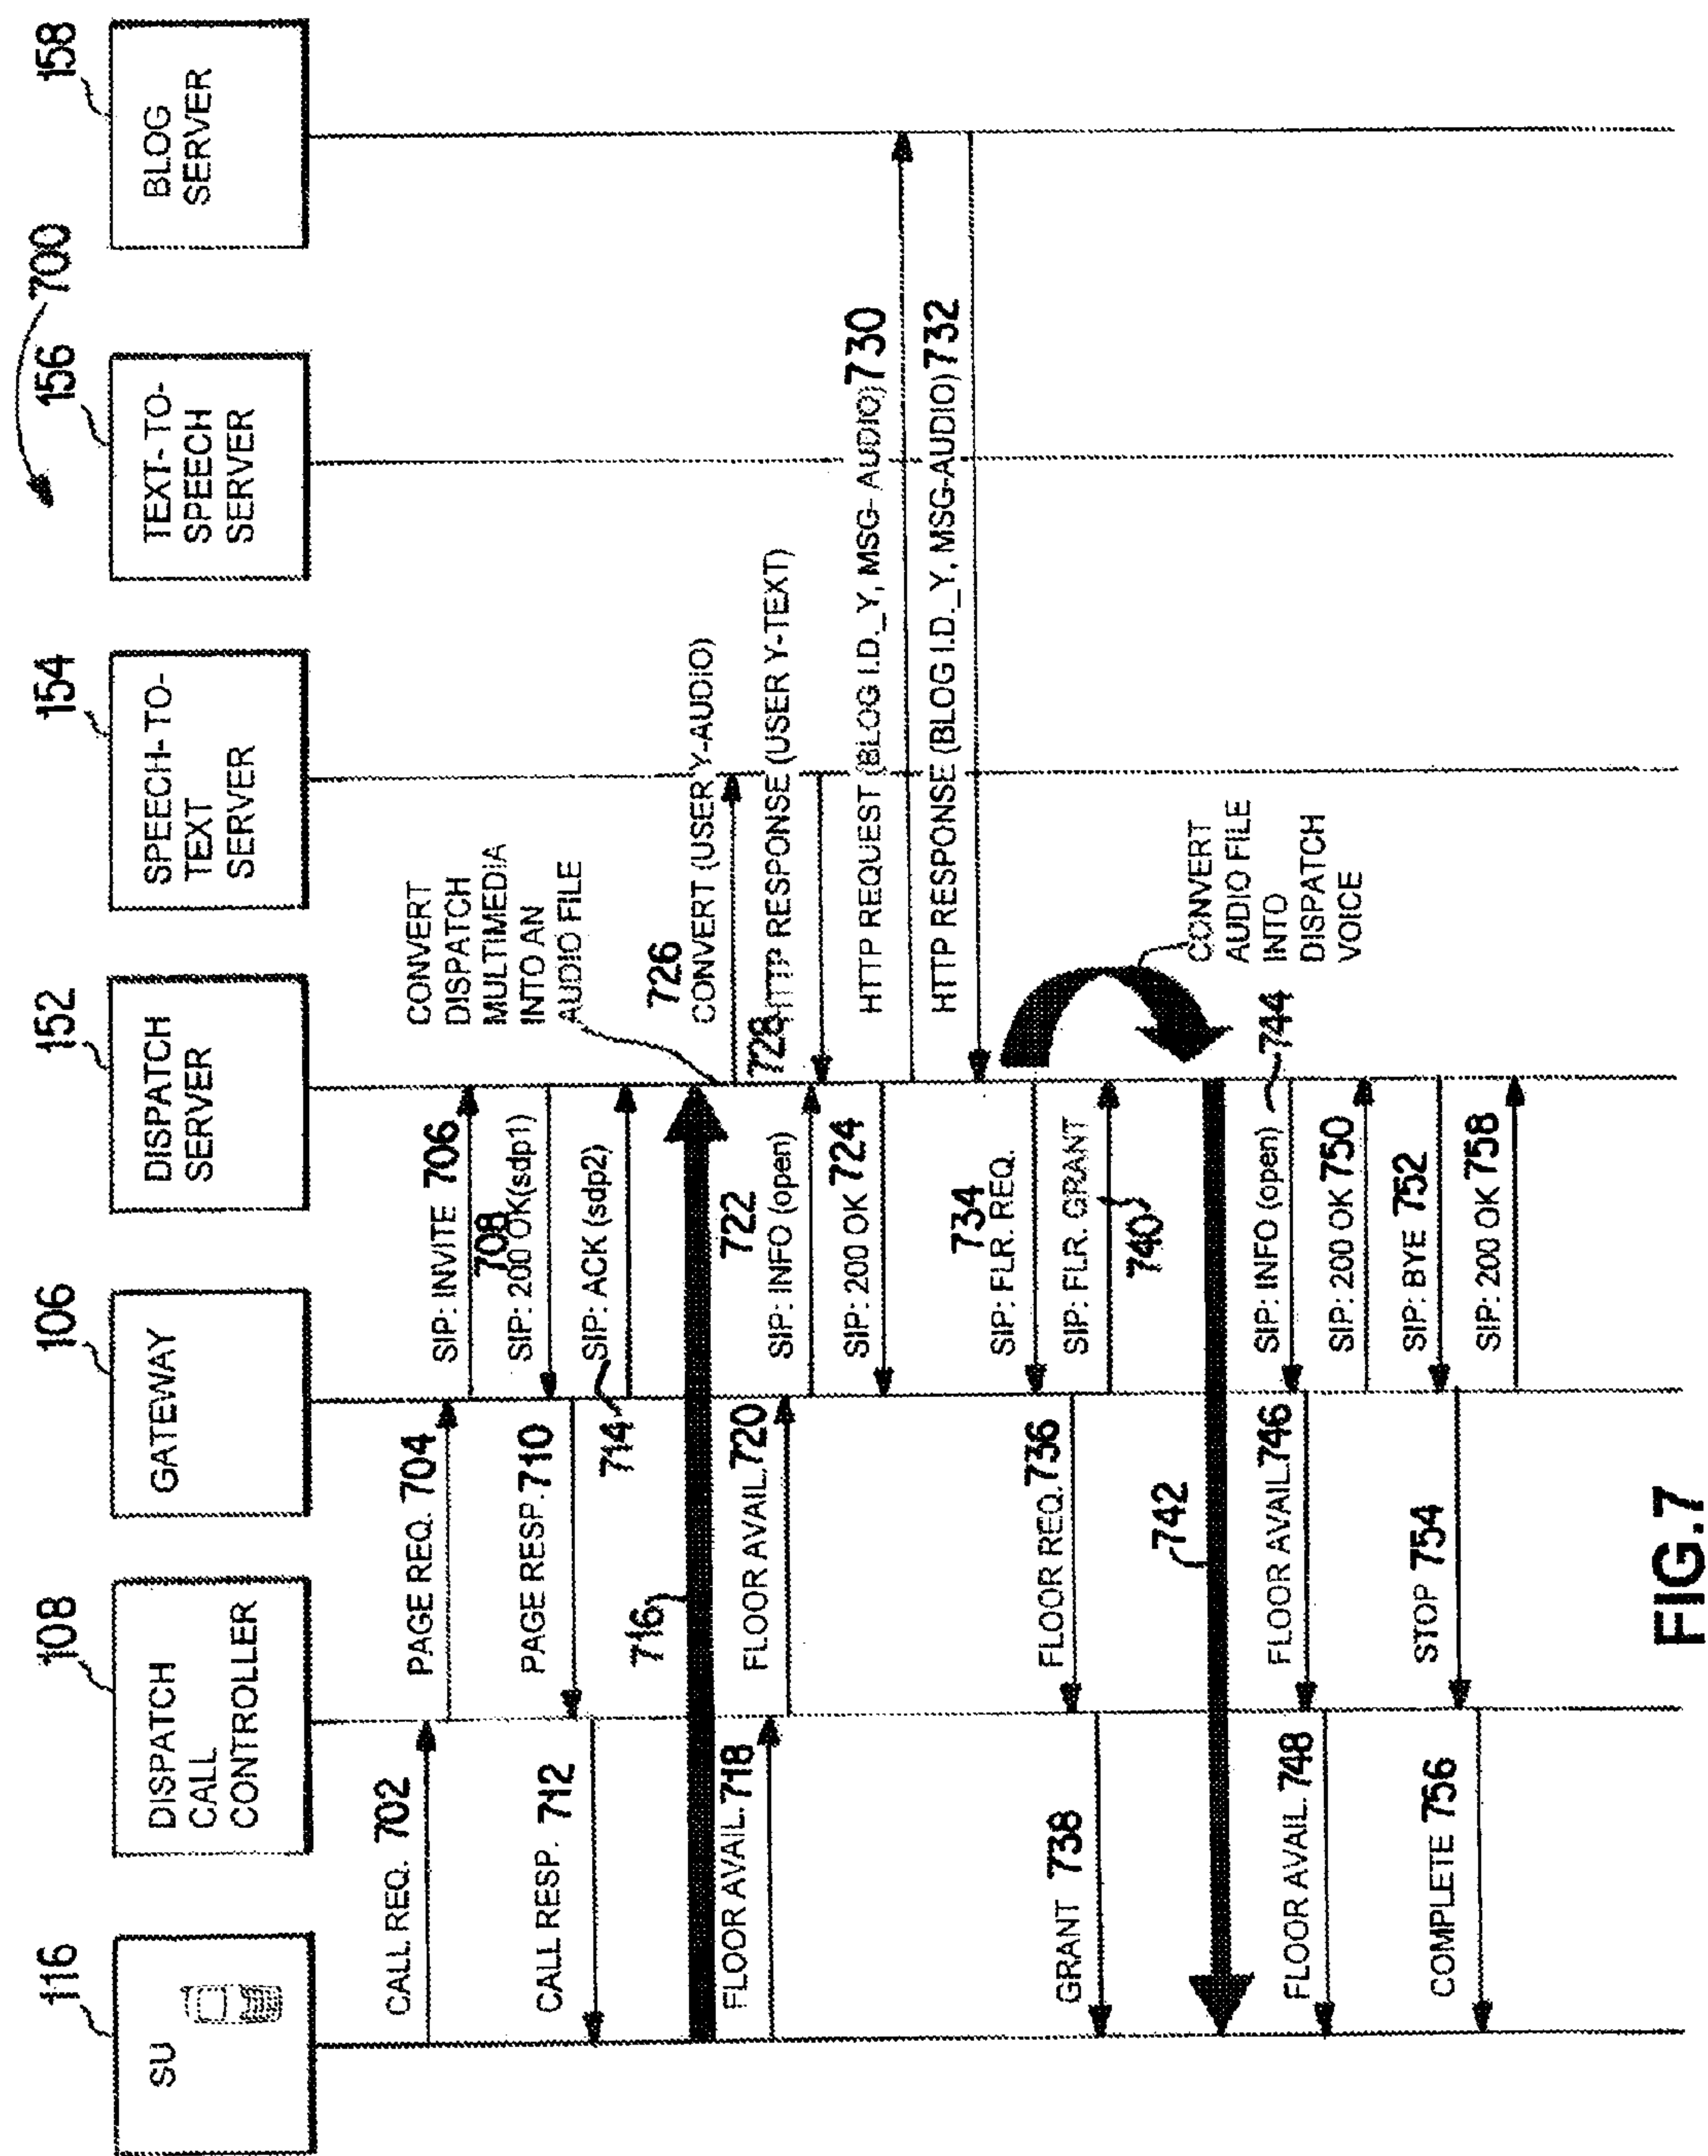 700
116
SU
108
DISPATCH
CALL
CONTROLLER
106
GATEWAY
152
DISPATCH
SERVER
154
SPEECH-TO-
TEXT
SERVER
156
TEXT-TO-
SPEECH
SERVER
158
BLOG
SERVER
CALL REQ. 702
PAGE REQ. 704
SIP: INVITE 706
708
SIP: 200 OK(sdp1)
PAGE RESP. 710
CALL RESP. 712
SIP: ACK (sdp2)
714
CONVERT
DISPATCH
MULTIMEDIA
INTO AN
AUDIO FILE
716
726
CONVERT (USER Y-AUDIO)
FLOOR AVAIL. 718
FLOOR AVAIL. 720
722
SIP: INFO (open)
728
HTTP RESPONSE (USER Y-TEXT)
SIP: 200 OK 724
HTTP REQUEST (BLOG I.D._Y, MSG- AUDIO) 730
HTTP RESPONSE (BLOG I.D._Y, MSG-AUDIO) 732
734
SIP: FLR. REQ.
FLOOR REQ. 736
GRANT 738
SIP: FLR. GRANT
740
CONVERT
AUDIO FILE
INTO
DISPATCH
VOICE
742
SIP: INFO (open)
744
FLOOR AVAIL. 746
FLOOR AVAIL. 748
SIP: 200 OK 750
SIP: BYE 752
STOP 754
COMPLETE 756
SIP: 200 OK 758
FIG.7